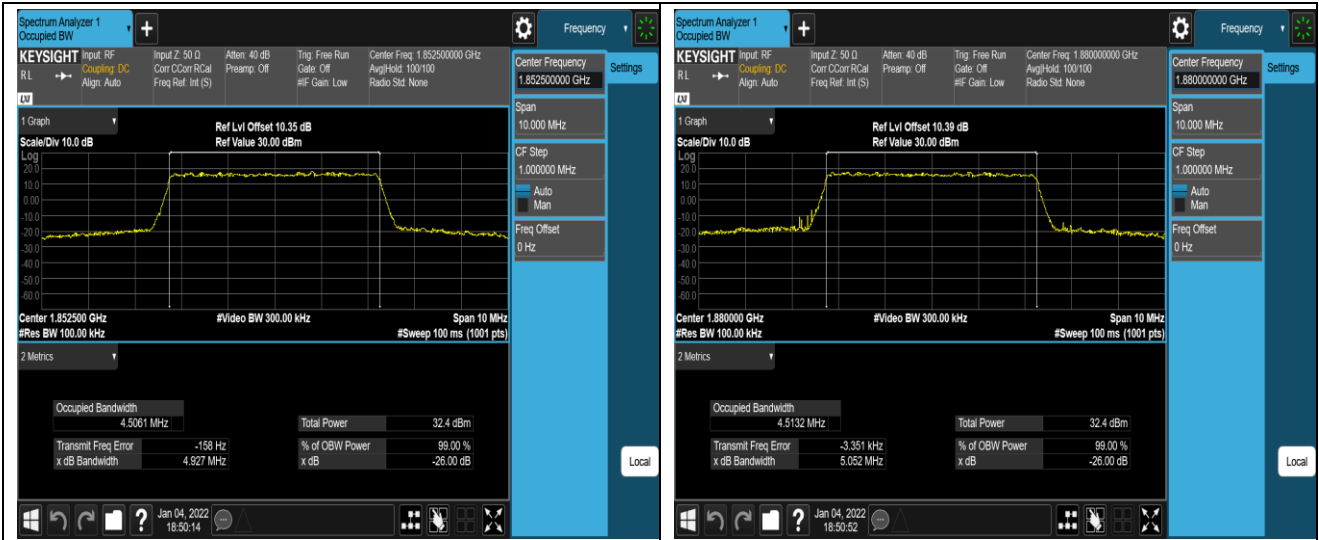 Spectrum Analyzer 1
Occupied BW
+
Frequency
KEYSIGHT Input: RF Input Z: 50 Ω Atten: 40 dB Trig: Free Run Center Freq: 1.852500000 GHz
Coupling: DC Corr CCorr RCal Preamp: Off Gate: Off Avg|Hold: 100/100
RL Align: Auto Freq Ref: Int (S) #IF Gain: Low Radio Std: None
LXI
Center Frequency
1.852500000 GHz
Settings
Span
10.000 MHz
CF Step
1.000000 MHz
Auto
Man
Freq Offset
0 Hz
1 Graph
Ref Lvl Offset 10.35 dB
Scale/Div 10.0 dB Ref Value 30.00 dBm
Log
20.0
10.0
0.00
-10.0
-20.0
-30.0
-40.0
-50.0
-60.0
Center 1.852500 GHz #Video BW 300.00 kHz Span 10 MHz
#Res BW 100.00 kHz #Sweep 100 ms (1001 pts)
2 Metrics
Occupied Bandwidth
4.5061 MHz Total Power 32.4 dBm
Transmit Freq Error -158 Hz % of OBW Power 99.00 %
x dB Bandwidth 4.927 MHz x dB -26.00 dB
Local
? Jan 04, 2022
18:50:14
Spectrum Analyzer 1
Occupied BW
+
Frequency
KEYSIGHT Input: RF Input Z: 50 Ω Atten: 40 dB Trig: Free Run Center Freq: 1.880000000 GHz
Coupling: DC Corr CCorr RCal Preamp: Off Gate: Off Avg|Hold: 100/100
RL Align: Auto Freq Ref: Int (S) #IF Gain: Low Radio Std: None
LXI
Center Frequency
1.880000000 GHz
Settings
Span
10.000 MHz
CF Step
1.000000 MHz
Auto
Man
Freq Offset
0 Hz
1 Graph
Ref Lvl Offset 10.39 dB
Scale/Div 10.0 dB Ref Value 30.00 dBm
Log
20.0
10.0
0.00
-10.0
-20.0
-30.0
-40.0
-50.0
-60.0
Center 1.880000 GHz #Video BW 300.00 kHz Span 10 MHz
#Res BW 100.00 kHz #Sweep 100 ms (1001 pts)
2 Metrics
Occupied Bandwidth
4.5132 MHz Total Power 32.4 dBm
Transmit Freq Error -3.351 kHz % of OBW Power 99.00 %
x dB Bandwidth 5.052 MHz x dB -26.00 dB
Local
? Jan 04, 2022
18:50:52